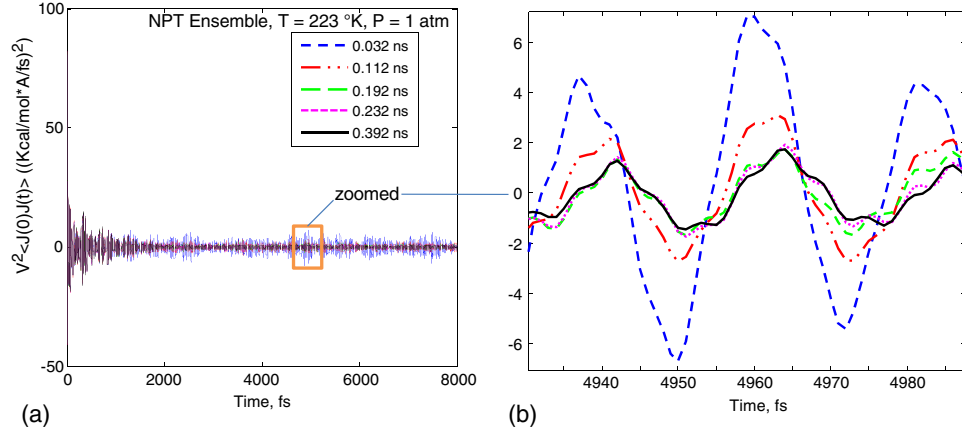 NPT Ensemble, T = 223 °K, P = 1 atm
V²<J(0)J(t)> ((Kcal/mol*A/fs)²)
100
50
0
-50
0
2000
4000
6000
8000
Time, fs
(a)
0.032 ns
0.112 ns
0.192 ns
0.232 ns
0.392 ns
zoomed
6
4
2
0
-2
-4
-6
4940
4950
4960
4970
4980
Time, fs
(b)